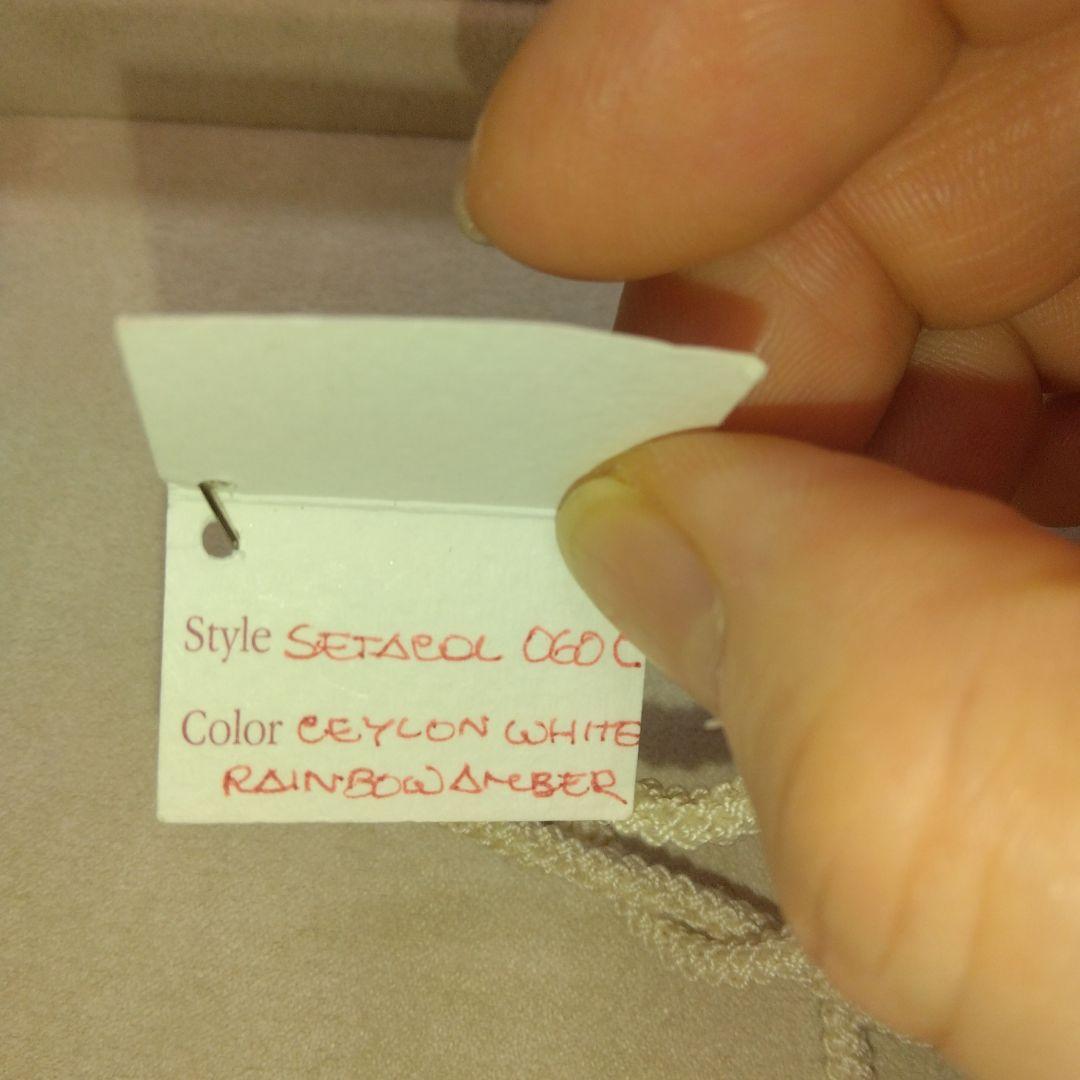 Style SETACOL 060 C
Color CEYLON WHITE
RAINBOW AMBER